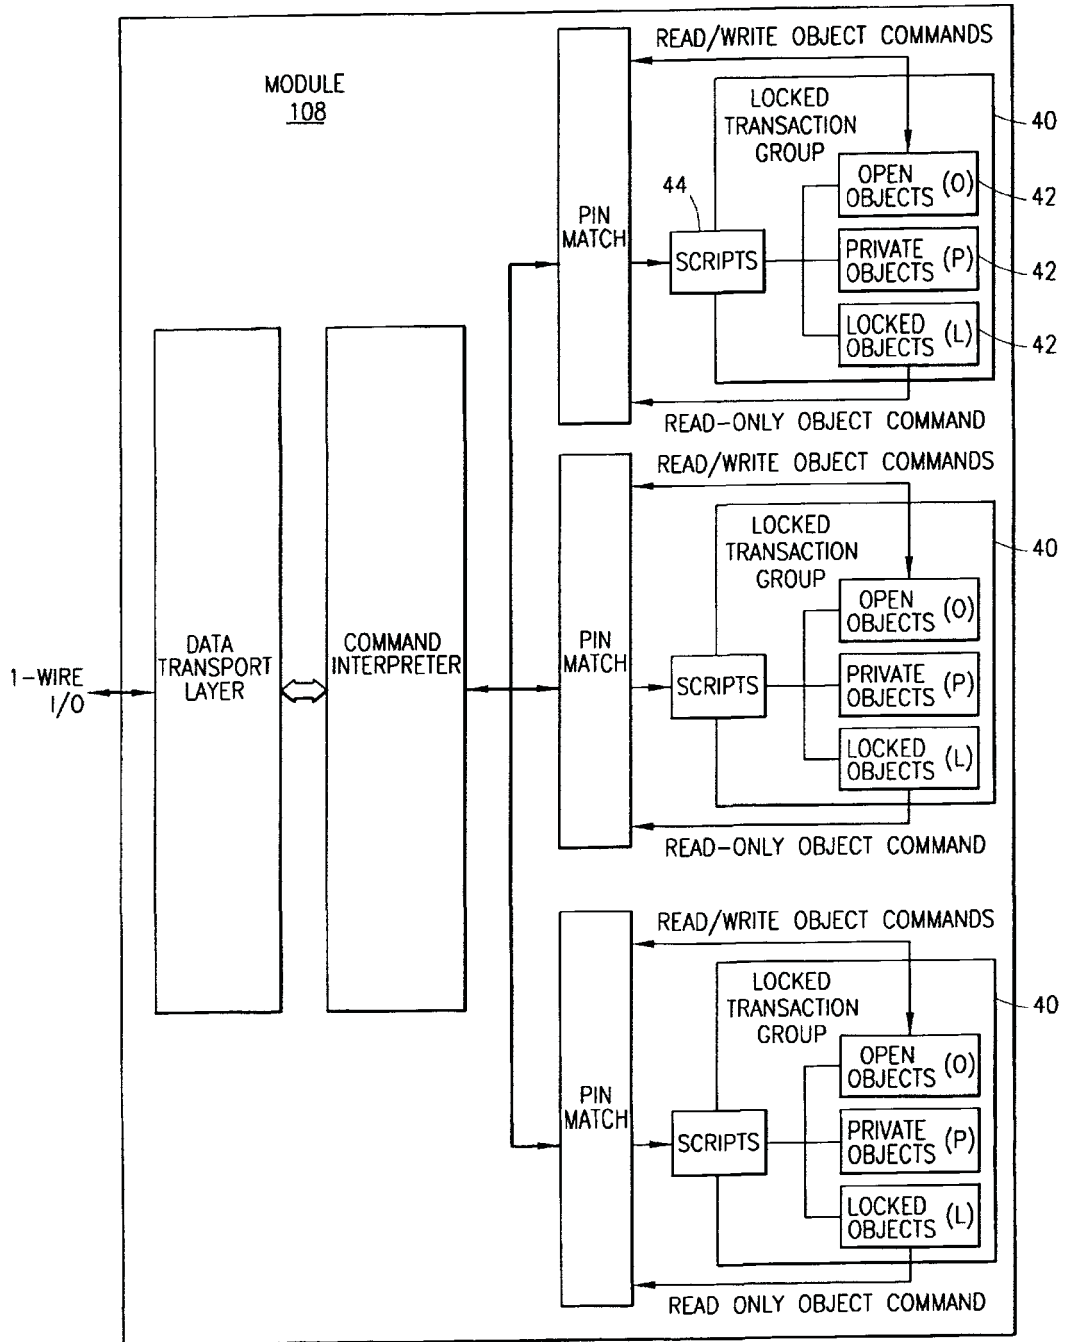 MODULE
108
1-WIRE
I/O
DATA
TRANSPORT
LAYER
COMMAND
INTERPRETER
PIN
MATCH
READ/WRITE OBJECT COMMANDS
LOCKED
TRANSACTION
GROUP
40
44
SCRIPTS
OPEN
OBJECTS (O)
42
PRIVATE
OBJECTS (P)
42
LOCKED
OBJECTS (L)
42
READ-ONLY OBJECT COMMAND
PIN
MATCH
READ/WRITE OBJECT COMMANDS
LOCKED
TRANSACTION
GROUP
40
SCRIPTS
OPEN
OBJECTS (O)
PRIVATE
OBJECTS (P)
LOCKED
OBJECTS (L)
READ-ONLY OBJECT COMMAND
PIN
MATCH
READ/WRITE OBJECT COMMANDS
LOCKED
TRANSACTION
GROUP
40
SCRIPTS
OPEN
OBJECTS (O)
PRIVATE
OBJECTS (P)
LOCKED
OBJECTS (L)
READ ONLY OBJECT COMMAND